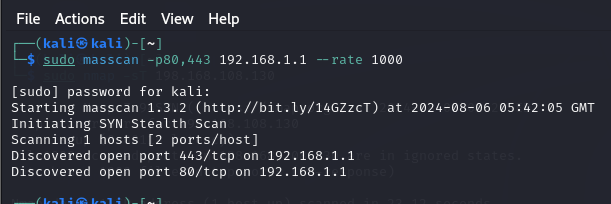 File Actions Edit View Help
┌──(kali㉿kali)-[~]
└─$ sudo masscan -p80,443 192.168.1.1 --rate 1000
[sudo] password for kali:
Starting masscan 1.3.2 (http://bit.ly/14GZzcT) at 2024-08-06 05:42:05 GMT
Initiating SYN Stealth Scan
Scanning 1 hosts [2 ports/host]
Discovered open port 443/tcp on 192.168.1.1
Discovered open port 80/tcp on 192.168.1.1
┌──(kali㉿kali)-[~]